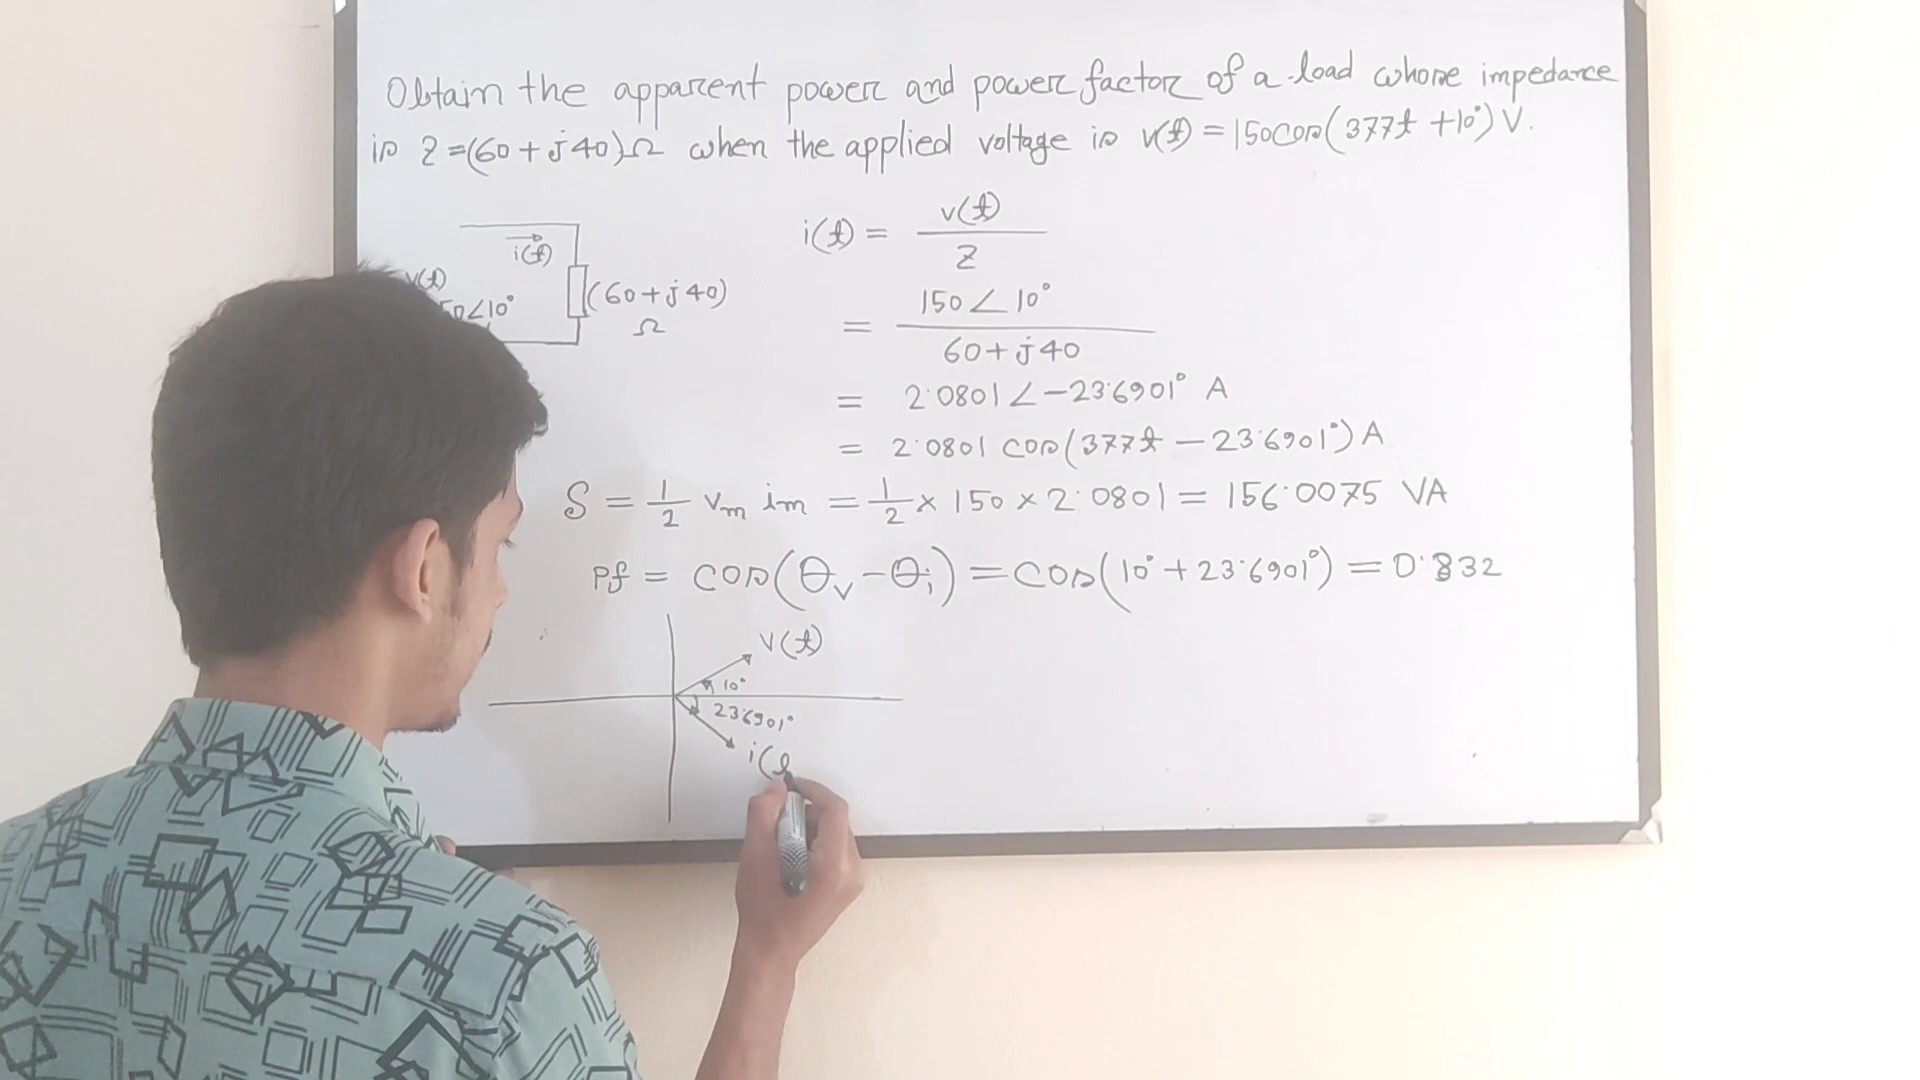 Obtain the apparent power and power factor of a load whose impedance
is Z = (60 + j40)Ω when the applied voltage is v(t) = 150cos(377t + 10°) V.
i(t)
v(t)
∠10°
(60 + j40)
Ω
i(t) = v(t) / Z
= 150∠10° / 60 + j40
= 2.0801∠-23.6901° A
= 2.0801 cos(377t - 23.6901°) A
S = 1/2 vm im = 1/2 × 150 × 2.0801 = 156.0075 VA
Pf = cos(θv - θi) = cos(10° + 23.6901°) = 0.832
v(t)
10°
23.6901°
i(